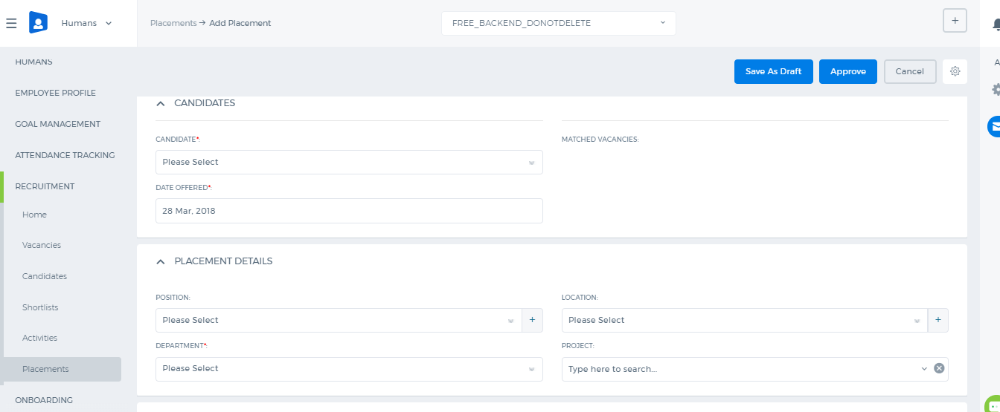 Humans
Placements → Add Placement
FREE_BACKEND_DONOTDELETE
+
HUMANS
EMPLOYEE PROFILE
GOAL MANAGEMENT
ATTENDANCE TRACKING
RECRUITMENT
Home
Vacancies
Candidates
Shortlists
Activities
Placements
ONBOARDING
Save As Draft
Approve
Cancel
CANDIDATES
CANDIDATE*:
Please Select
MATCHED VACANCIES:
DATE OFFERED*:
28 Mar, 2018
PLACEMENT DETAILS
POSITION:
Please Select
+
LOCATION:
Please Select
+
DEPARTMENT*:
Please Select
PROJECT:
Type here to search...